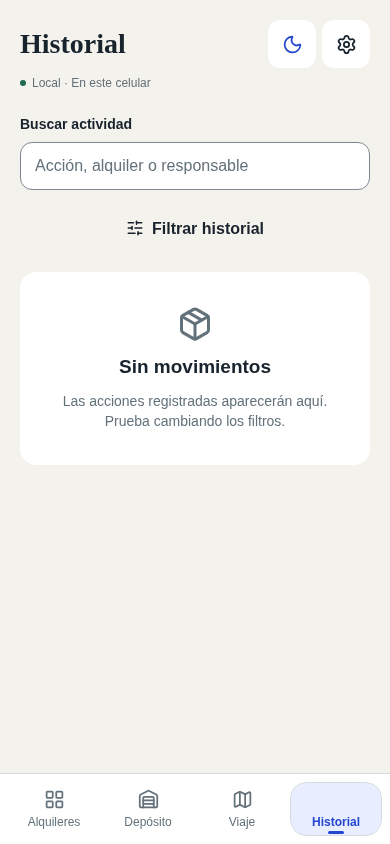 Historial
Local · En este celular
Buscar actividad
Acción, alquiler o responsable
Filtrar historial
Sin movimientos
Las acciones registradas aparecerán aquí.
Prueba cambiando los filtros.
Alquileres
Depósito
Viaje
Historial